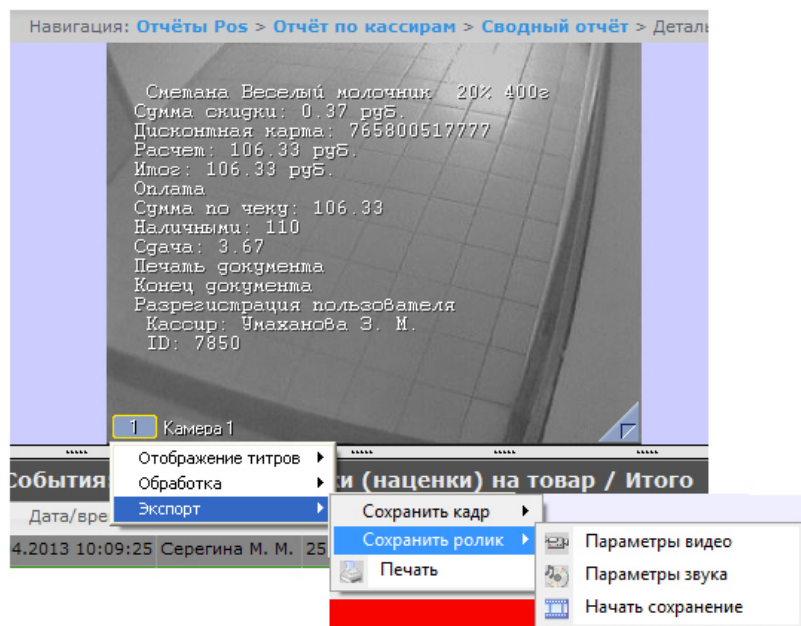 Навигация: Отчёты Pos > Отчёт по кассирам > Сводный отчёт > Деталь
Сметана Веселый молочник 20% 400г
Сумма скидки: 0.37 руб.
Дисконтная карта: 765800517777
Расчет: 106.33 руб.
Итог: 106.33 руб.
Оплата
Сумма по чеку: 106.33
Наличными: 110
Сдача: 3.67
Печать документа
Конец документа
Разрегистрация пользователя
Кассир: Умаханова З. М.
ID: 7850
1 Камера 1
Отображение титров
Обработка
Экспорт
События
и (наценки) на товар / Итого
Дата/вре
4.2013 10:09:25 Серегина М. М. 25
Сохранить кадр
Сохранить ролик
Печать
Параметры видео
Параметры звука
Начать сохранение